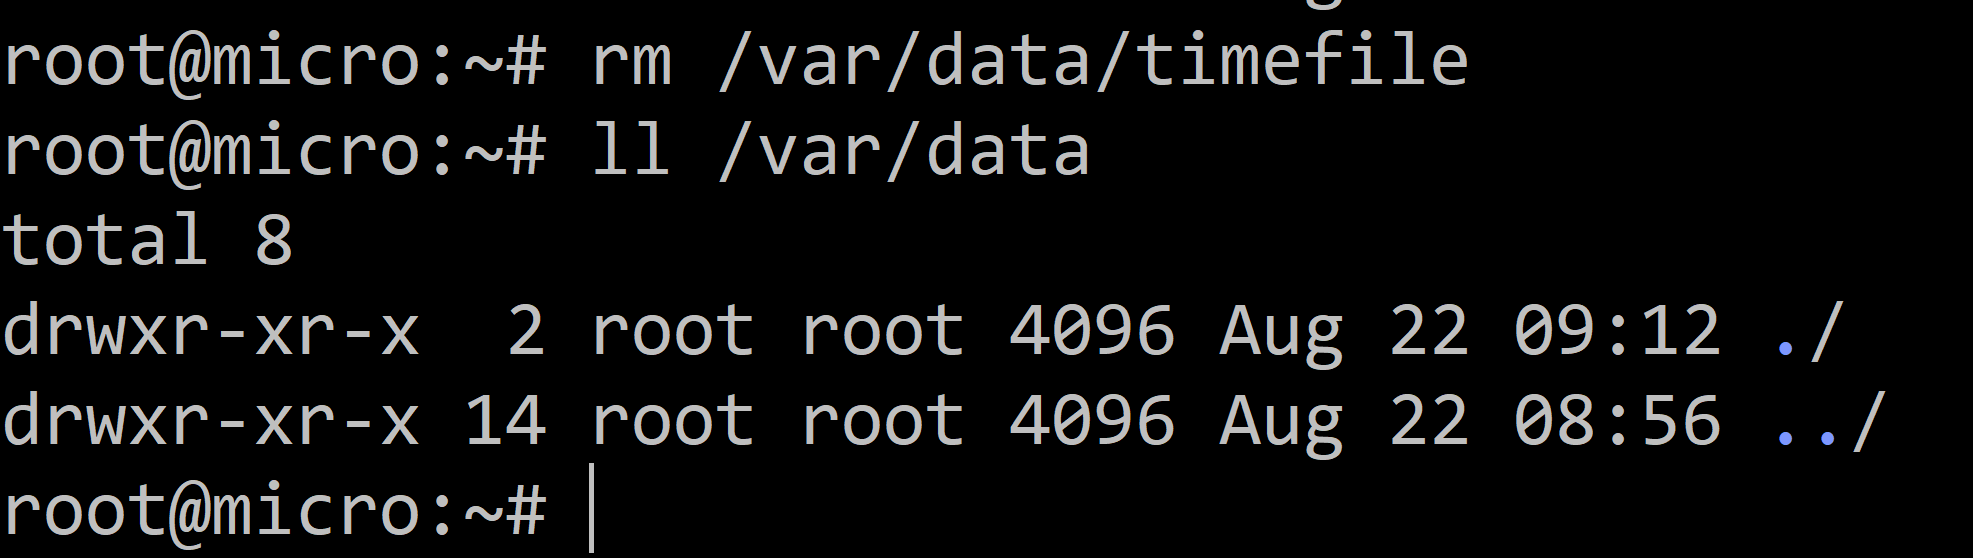 root@micro:~# rm /var/data/timefile
root@micro:~# ll /var/data
total 8
drwxr-xr-x  2 root root 4096 Aug 22 09:12 ./
drwxr-xr-x 14 root root 4096 Aug 22 08:56 ../
root@micro:~#